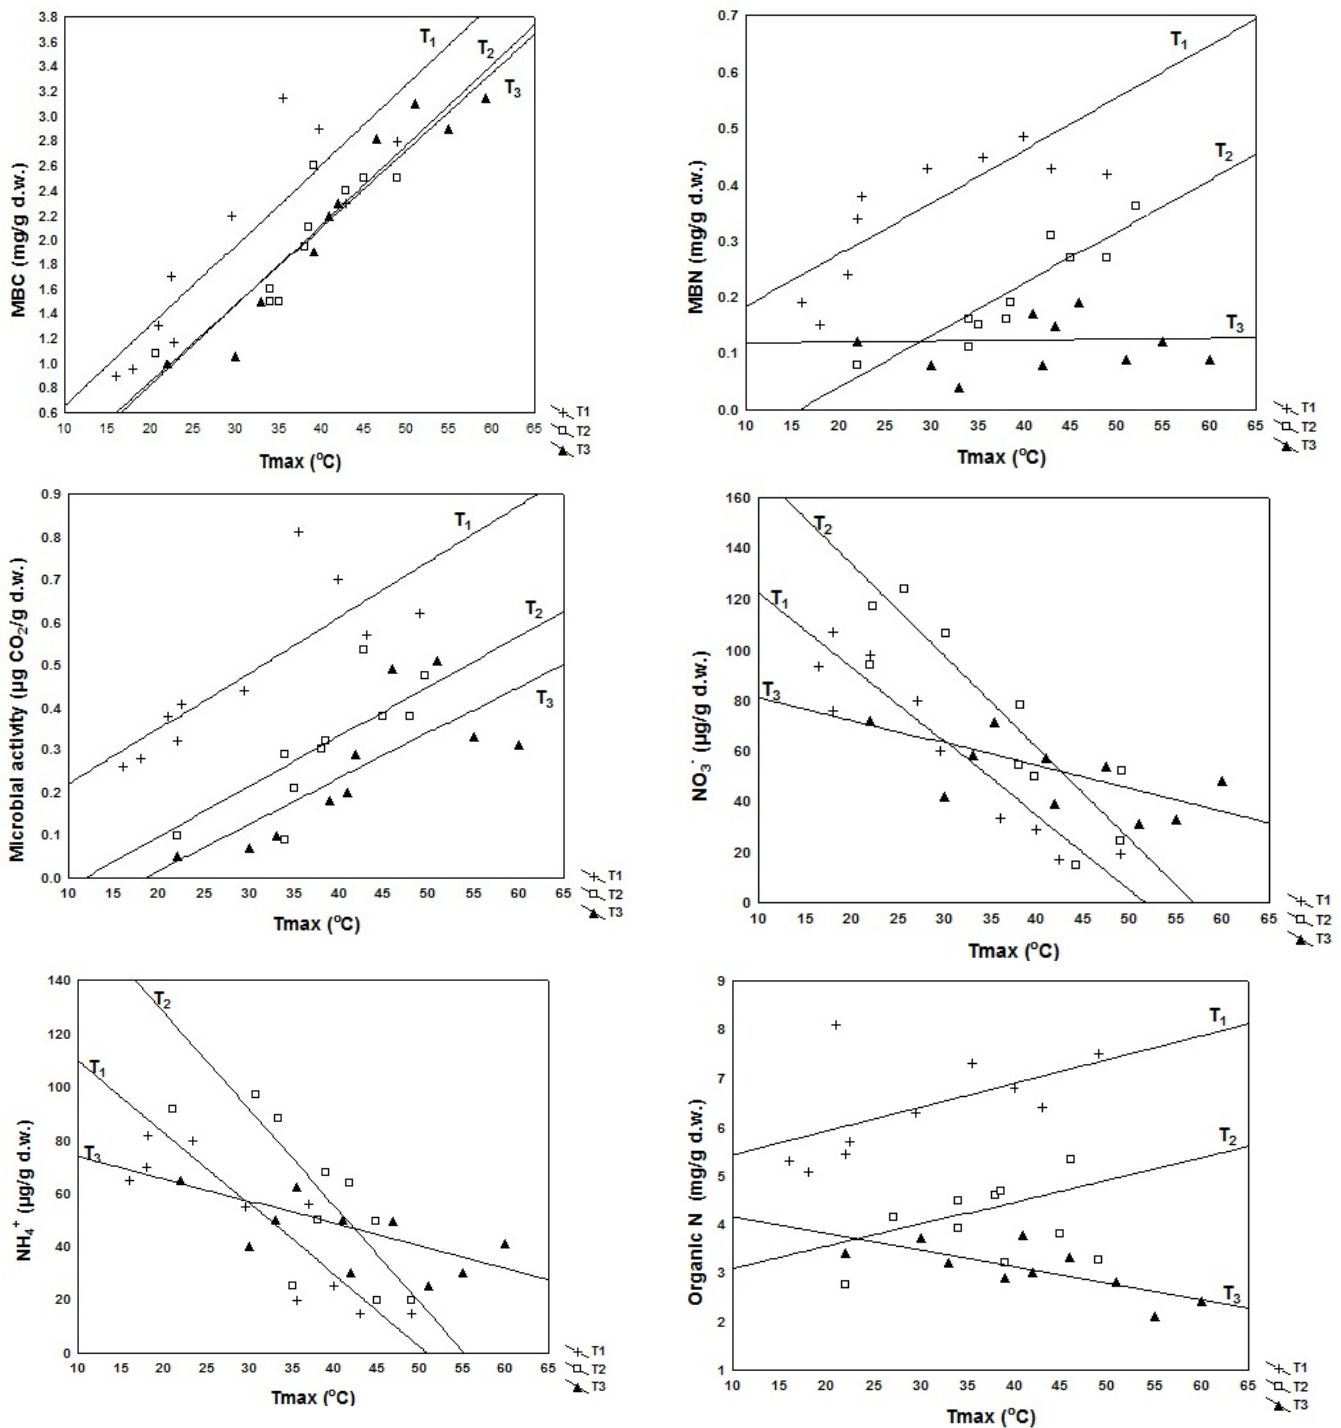 3.8
3.6
3.4
3.2
3.0
2.8
2.6
2.4
2.2
2.0
1.8
1.6
1.4
1.2
1.0
0.8
0.6
MBC (mg/g d.w.)
T1
T2
T3
10 15 20 25 30 35 40 45 50 55 60 65
Tmax (oC)
T1
T2
T3
0.7
0.6
0.5
0.4
0.3
0.2
0.1
0.0
MBN (mg/g d.w.)
T1
T2
T3
10 15 20 25 30 35 40 45 50 55 60 65
Tmax (oC)
T1
T2
T3
0.9
0.8
0.7
0.6
0.5
0.4
0.3
0.2
0.1
0.0
Microbial activity (µg CO2/g d.w.)
T1
T2
T3
10 15 20 25 30 35 40 45 50 55 60 65
Tmax (oC)
T1
T2
T3
160
140
120
100
80
60
40
20
0
NO3- (µg/g d.w.)
T2
T1
T3
10 15 20 25 30 35 40 45 50 55 60 65
Tmax (oC)
T1
T2
T3
140
120
100
80
60
40
20
0
NH4+ (µg/g d.w.)
T2
T1
T3
10 15 20 25 30 35 40 45 50 55 60 65
Tmax (oC)
T1
T2
T3
9
8
7
6
5
4
3
2
1
Organic N (mg/g d.w.)
T1
T2
T3
10 15 20 25 30 35 40 45 50 55 60 65
Tmax (oC)
T1
T2
T3